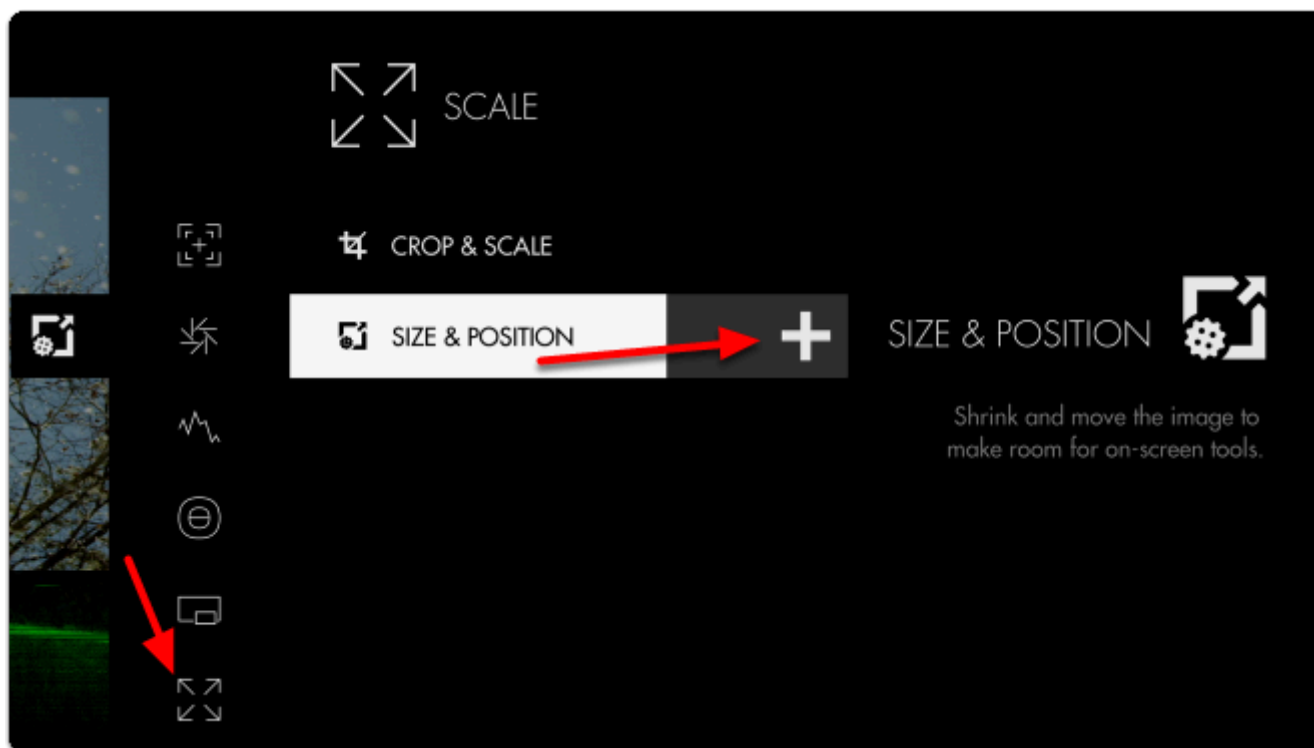 SCALE
CROP & SCALE
SIZE & POSITION
SIZE & POSITION
Shrink and move the image to
make room for on-screen tools.